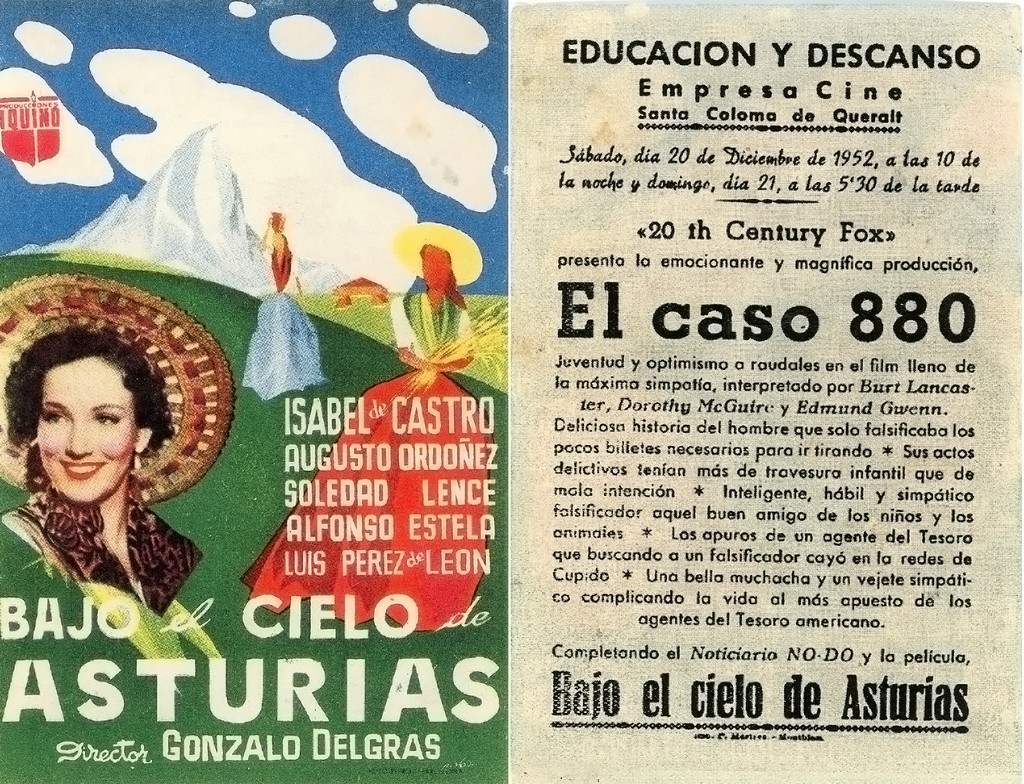 PRODUCCIONES
IQUINO
ISABEL de CASTRO
AUGUSTO ORDOÑEZ
SOLEDAD LENCE
ALFONSO ESTELA
LUIS PEREZ de LEON
BAJO el CIELO de
ASTURIAS
Director GONZALO DELGRAS
EDUCACION Y DESCANSO
Empresa Cine
Santa Coloma de Queralt
Sábado, día 20 de Diciembre de 1952, a las 10 de
la noche y domingo, día 21, a las 5'30 de la tarde
«20 th Century Fox»
presenta la emocionante y magnífica producción,
El caso 880
Juventud y optimismo a raudales en el film lleno de
la máxima simpatía, interpretado por Burt Lancas-
ter, Dorothy McGuire y Edmund Gwenn.
Deliciosa historia del hombre que solo falsificaba los
pocos billetes necesarios para ir tirando * Sus actos
delictivos tenían más de travesura infantil que de
mala intención * Inteligente, hábil y simpático
falsificador aquel buen amigo de los niños y los
animales * Los apuros de un agente del Tesoro
que buscando a un falsificador cayó en la redes de
Cupido * Una bella muchacha y un vejete simpáti-
co complicando la vida al más apuesto de los
agentes del Tesoro americano.
Completando el Noticiario NO-DO y la película,
Bajo el cielo de Asturias